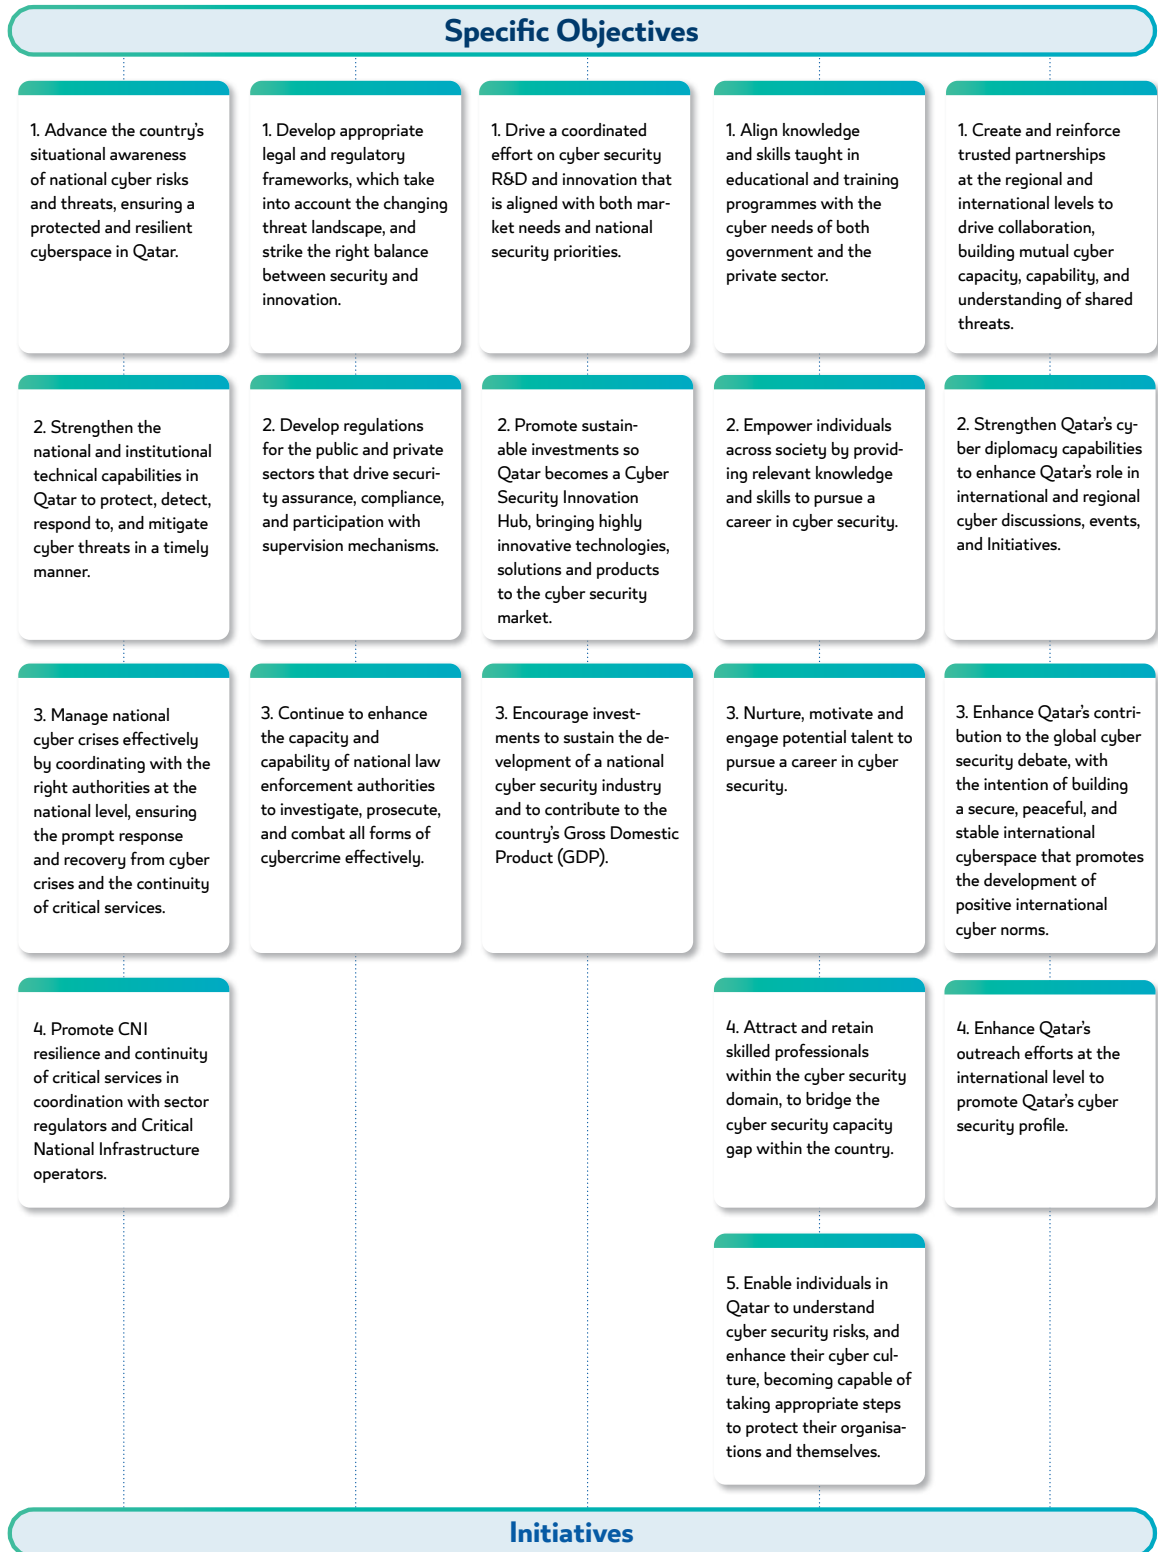 Specific Objectives
1. Advance the country's
situational awareness
of national cyber risks
and threats, ensuring a
protected and resilient
cyberspace in Qatar.
1. Develop appropriate
legal and regulatory
frameworks, which take
into account the changing
threat landscape, and
strike the right balance
between security and
innovation.
1. Drive a coordinated
effort on cyber security
R&D and innovation that
is aligned with both mar-
ket needs and national
security priorities.
1. Align knowledge
and skills taught in
educational and training
programmes with the
cyber needs of both
government and the
private sector.
1. Create and reinforce
trusted partnerships
at the regional and
international levels to
drive collaboration,
building mutual cyber
capacity, capability, and
understanding of shared
threats.
2. Strengthen the
national and institutional
technical capabilities in
Qatar to protect, detect,
respond to, and mitigate
cyber threats in a timely
manner.
2. Develop regulations
for the public and private
sectors that drive securi-
ty assurance, compliance,
and participation with
supervision mechanisms.
2. Promote sustain-
able investments so
Qatar becomes a Cyber
Security Innovation
Hub, bringing highly
innovative technologies,
solutions and products
to the cyber security
market.
2. Empower individuals
across society by provid-
ing relevant knowledge
and skills to pursue a
career in cyber security.
2. Strengthen Qatar's cy-
ber diplomacy capabilities
to enhance Qatar's role in
international and regional
cyber discussions, events,
and Initiatives.
3. Manage national
cyber crises effectively
by coordinating with the
right authorities at the
national level, ensuring
the prompt response
and recovery from cyber
crises and the continuity
of critical services.
3. Continue to enhance
the capacity and
capability of national law
enforcement authorities
to investigate, prosecute,
and combat all forms of
cybercrime effectively.
3. Encourage invest-
ments to sustain the de-
velopment of a national
cyber security industry
and to contribute to the
country's Gross Domestic
Product (GDP).
3. Nurture, motivate and
engage potential talent to
pursue a career in cyber
security.
3. Enhance Qatar's contri-
bution to the global cyber
security debate, with
the intention of building
a secure, peaceful, and
stable international
cyberspace that promotes
the development of
positive international
cyber norms.
4. Promote CNI
resilience and continuity
of critical services in
coordination with sector
regulators and Critical
National Infrastructure
operators.
4. Attract and retain
skilled professionals
within the cyber security
domain, to bridge the
cyber security capacity
gap within the country.
4. Enhance Qatar's
outreach efforts at the
international level to
promote Qatar's cyber
security profile.
5. Enable individuals in
Qatar to understand
cyber security risks, and
enhance their cyber cul-
ture, becoming capable of
taking appropriate steps
to protect their organisa-
tions and themselves.
Initiatives